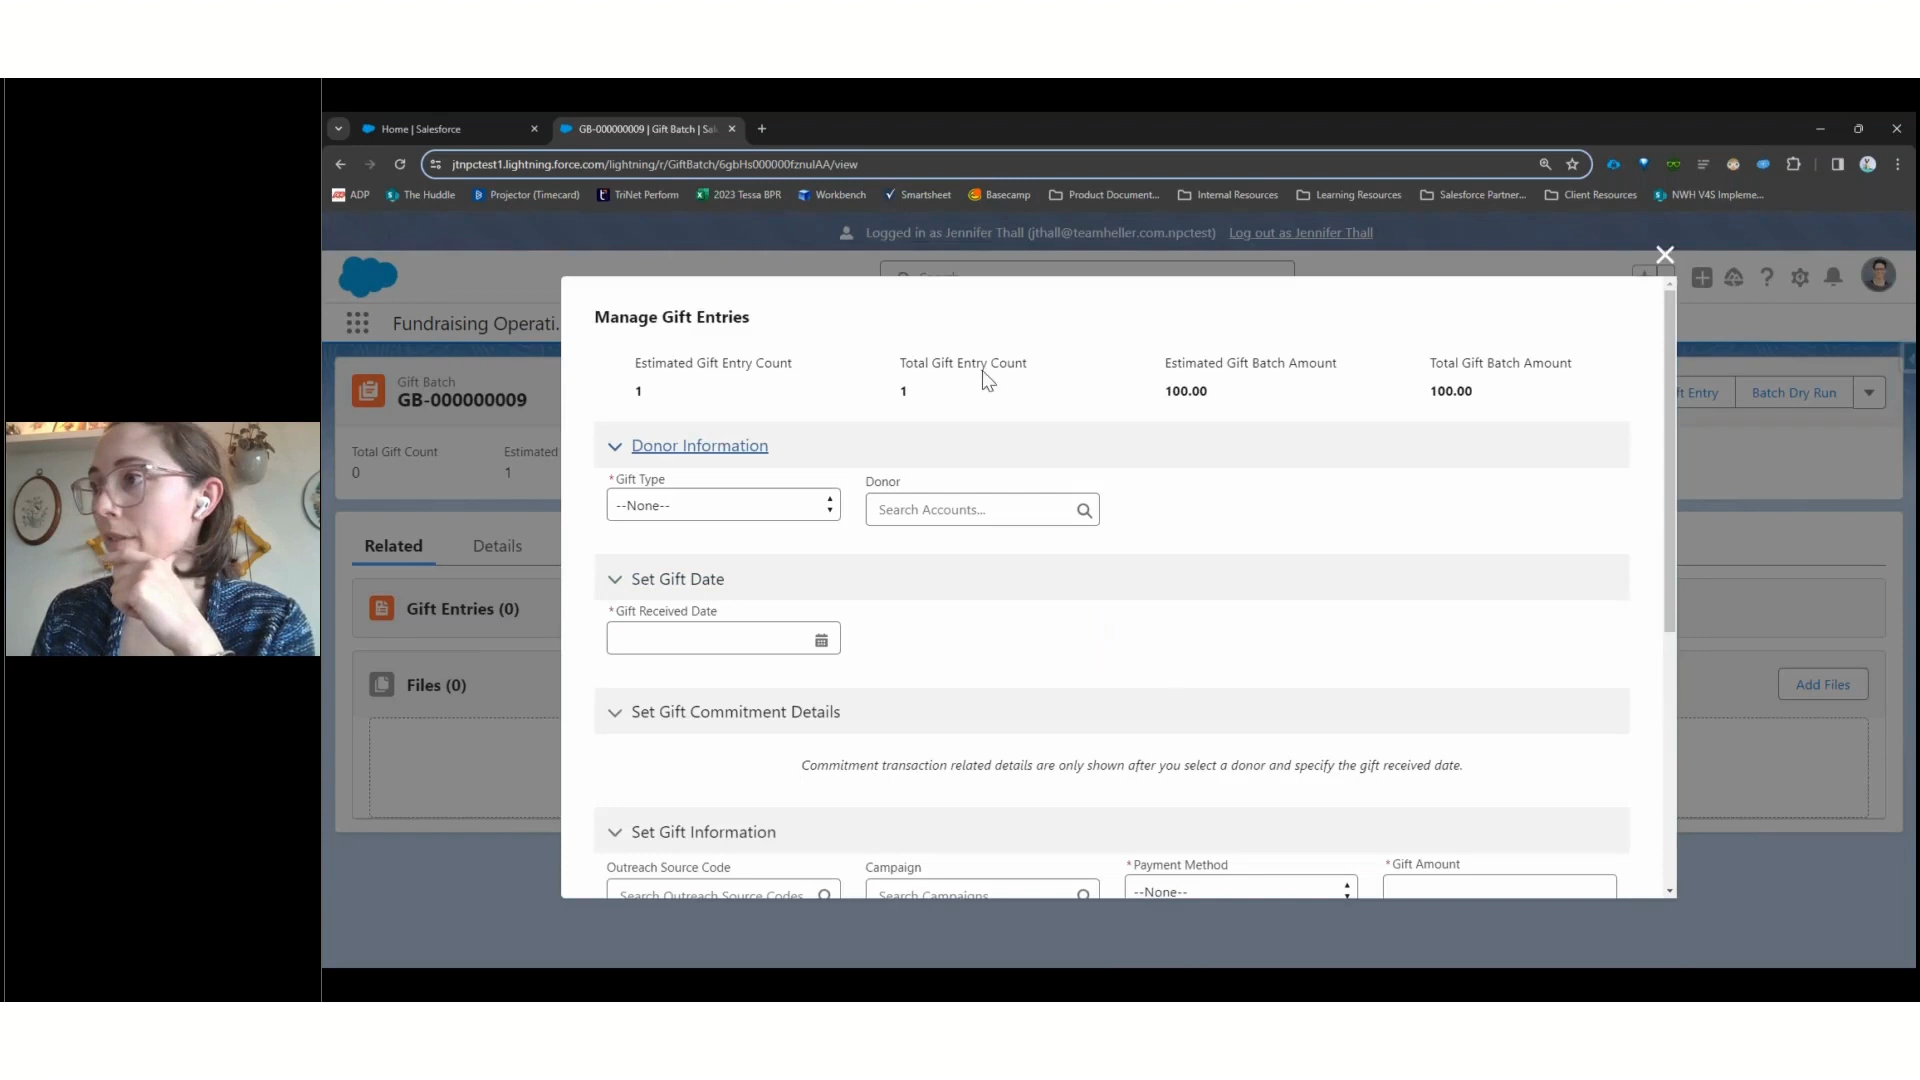 Home | Salesforce
GB-000000009 | Gift Batch | Sal
jtnpctest1.lightning.force.com/lightning/r/GiftBatch/6gbHs000000fznuIAA/view
ADP
The Huddle
Projector (Timecard)
TriNet Perform
2023 Tessa BPR
Workbench
Smartsheet
Basecamp
Product Document...
Internal Resources
Learning Resources
Salesforce Partner...
Client Resources
NWH V4S Impleme...
Logged in as Jennifer Thall (jthall@teamheller.com.npctest) Log out as Jennifer Thall
Fundraising Operati.
Gift Batch
GB-000000009
Entry
Batch Dry Run
Total Gift Count
0
Estimated
1
Related
Details
Gift Entries (0)
Files (0)
Add Files
Manage Gift Entries
Estimated Gift Entry Count
1
Total Gift Entry Count
1
Estimated Gift Batch Amount
100.00
Total Gift Batch Amount
100.00
Donor Information
*Gift Type
--None--
Donor
Search Accounts...
Set Gift Date
*Gift Received Date
Set Gift Commitment Details
Commitment transaction related details are only shown after you select a donor and specify the gift received date.
Set Gift Information
Outreach Source Code
Search Outreach Source Codes
Campaign
Search Campaigns
*Payment Method
--None--
*Gift Amount